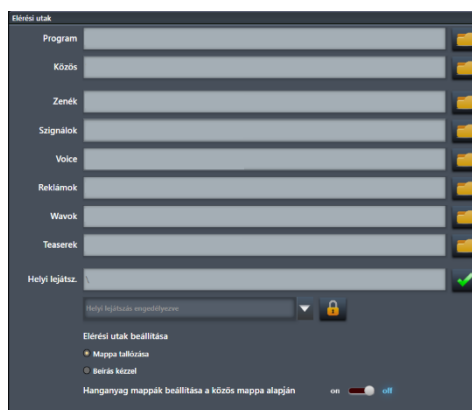 Elérési utak
Program
Közös
Zenék
Szignálok
Voice
Reklámok
Wavok
Teaserek
Helyi lejátsz. \
Helyi lejátszás engedélyezve
Elérési utak beállítása
Mappa tallózása
Beírás kézzel
Hanganyag mappák beállítása a közös mappa alapján on off